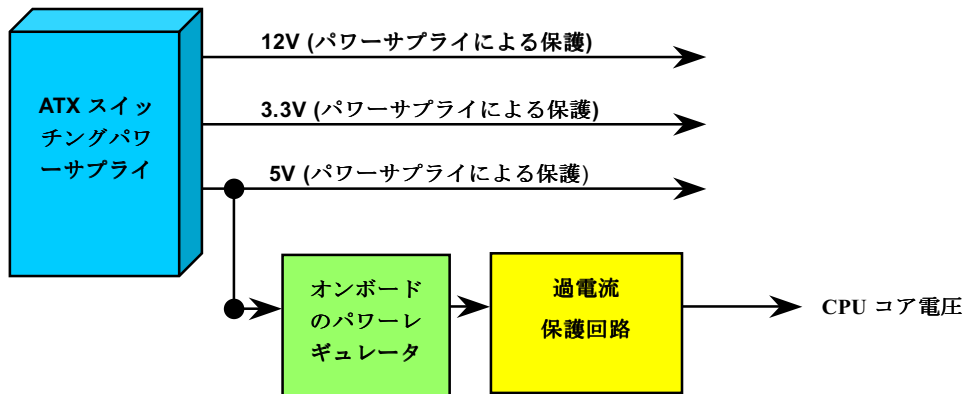 12V (パワーサプライによる保護)
ATX スイッ
チングパワ
ーサプライ
3.3V (パワーサプライによる保護)
5V (パワーサプライによる保護)
オンボード
のパワーレ
ギュレータ
過電流
保護回路
CPU コア電圧